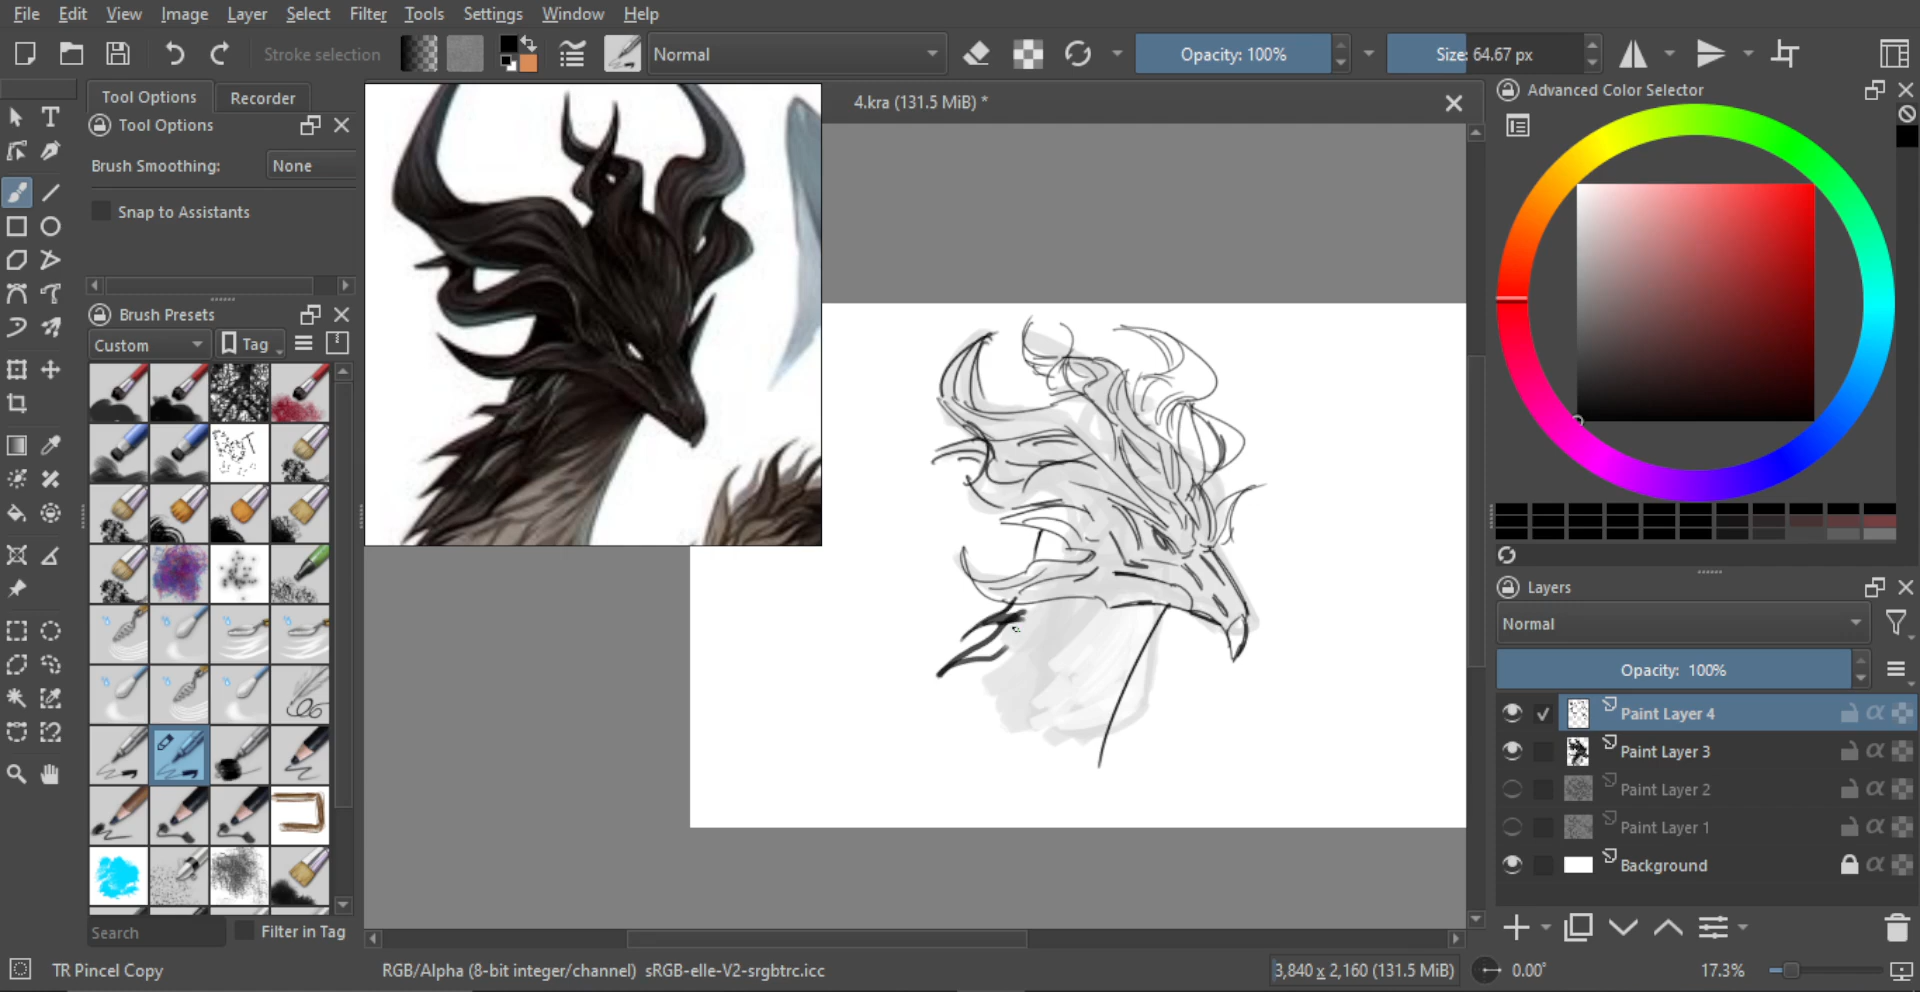 File Edit View Image Layer Select Filter Tools Settings Window Help
Stroke selection Normal Opacity: 100% Size: 64.67 px
Tool Options Recorder
4.kra (131.5 MiB) *
Advanced Color Selector
Tool Options
Brush Smoothing: None
Snap to Assistants
Brush Presets
Custom Tag
Layers
Normal
Opacity: 100%
Paint Layer 4
Paint Layer 3
Paint Layer 2
Paint Layer 1
Background
Search Filter in Tag
TR Pincel Copy RGB/Alpha (8-bit integer/channel) sRGB-elle-V2-srgbtrc.icc 3,840 x 2,160 (131.5 MiB) 0.00° 17.3%